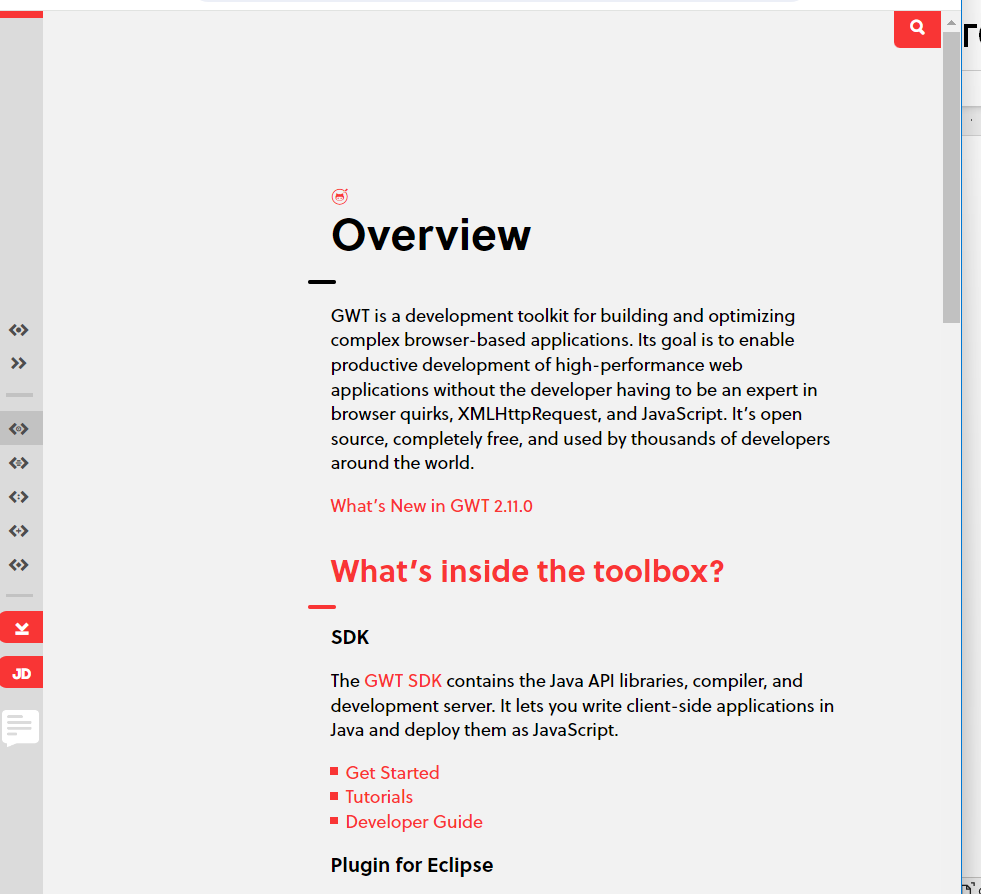 Overview
GWT is a development toolkit for building and optimizing
complex browser-based applications. Its goal is to enable
productive development of high-performance web
applications without the developer having to be an expert in
browser quirks, XMLHttpRequest, and JavaScript. It’s open
source, completely free, and used by thousands of developers
around the world.
What’s New in GWT 2.11.0
What’s inside the toolbox?
SDK
The GWT SDK contains the Java API libraries, compiler, and
development server. It lets you write client-side applications in
Java and deploy them as JavaScript.
JD
Get Started
Tutorials
Developer Guide
Plugin for Eclipse